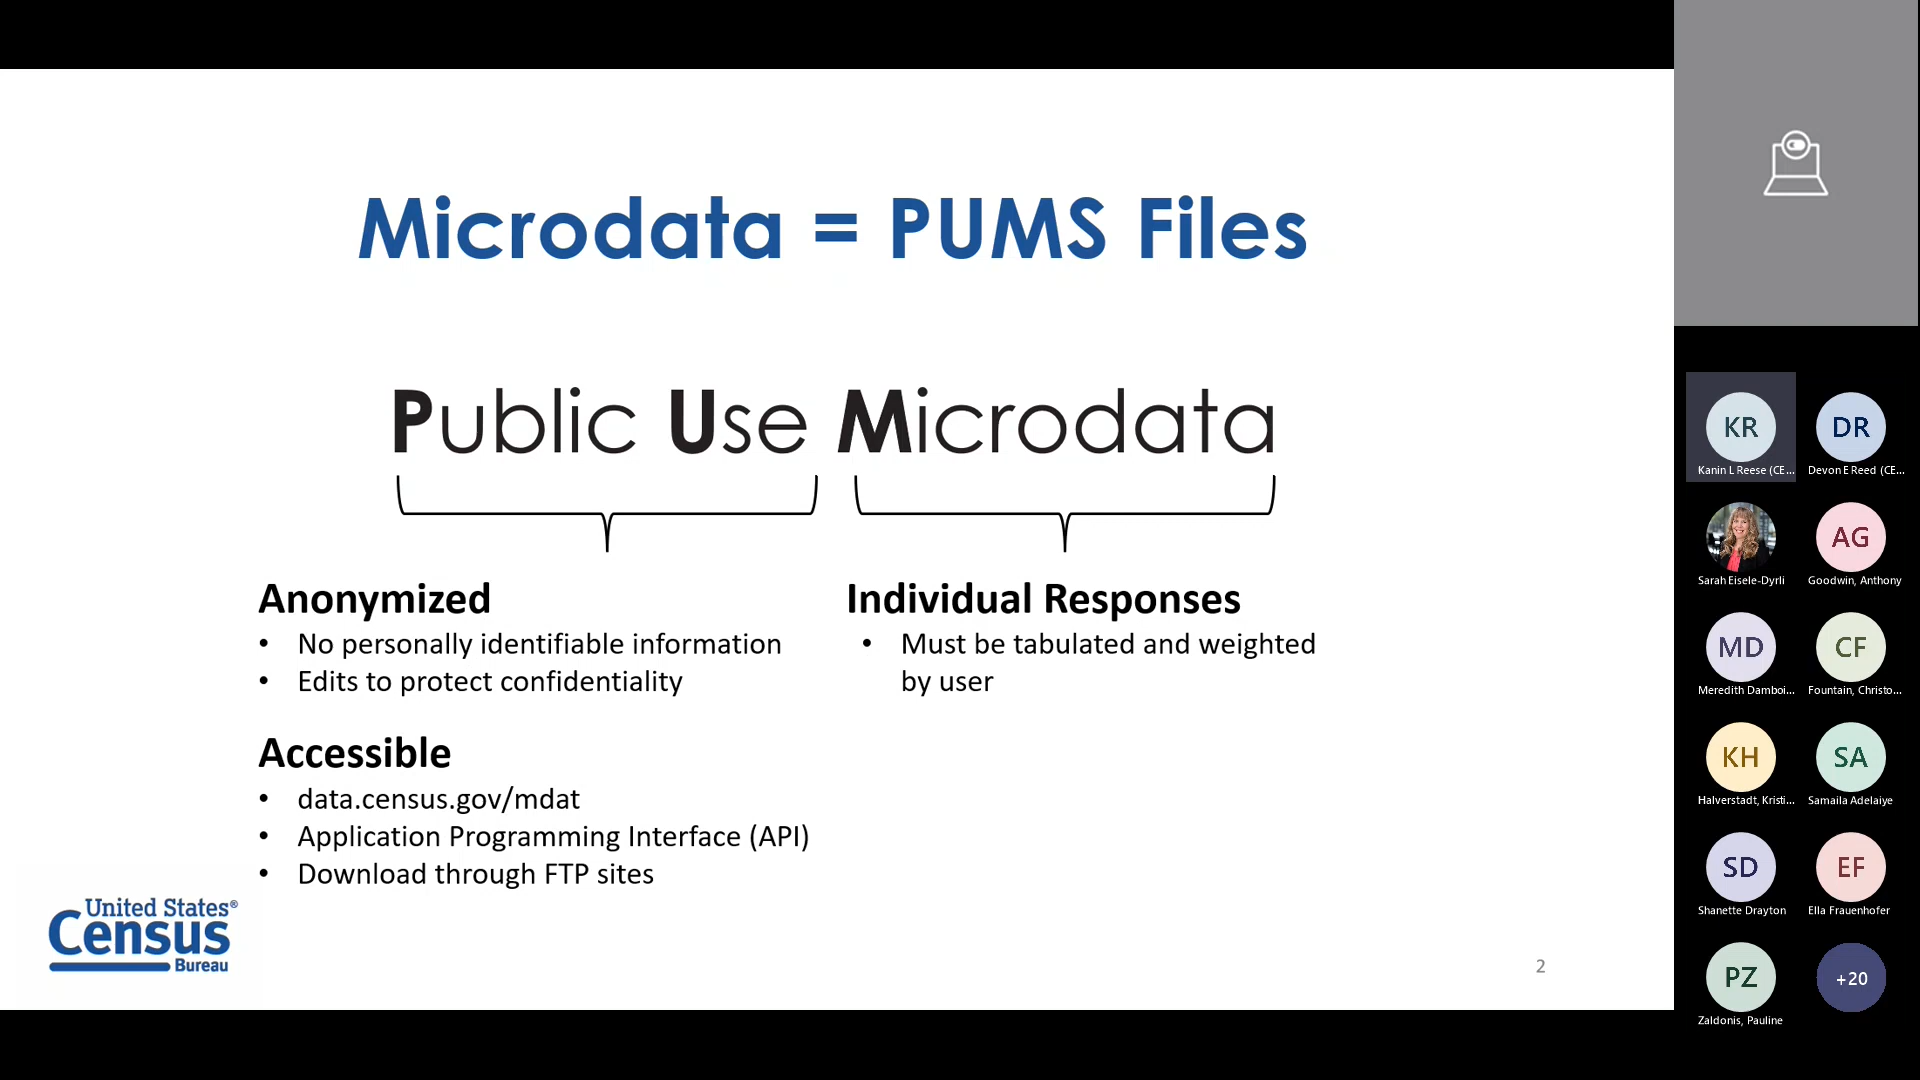 Microdata = PUMS Files
Public Use Microdata
Anonymized
• No personally identifiable information
• Edits to protect confidentiality
Accessible
• data.census.gov/mdat
• Application Programming Interface (API)
• Download through FTP sites
Individual Responses
• Must be tabulated and weighted
by user
United States®
Census
Bureau
2
KR
Kanin L Reese (CE...
DR
Devon E Reed (CE...
Sarah Eisele-Dyrli
AG
Goodwin, Anthony
MD
Meredith Damboi...
CF
Fountain, Christo...
KH
Halverstadt, Kristi...
SA
Samaila Adelaiye
SD
Shanette Drayton
EF
Ella Frauenhofer
PZ
Zaldonis, Pauline
+20